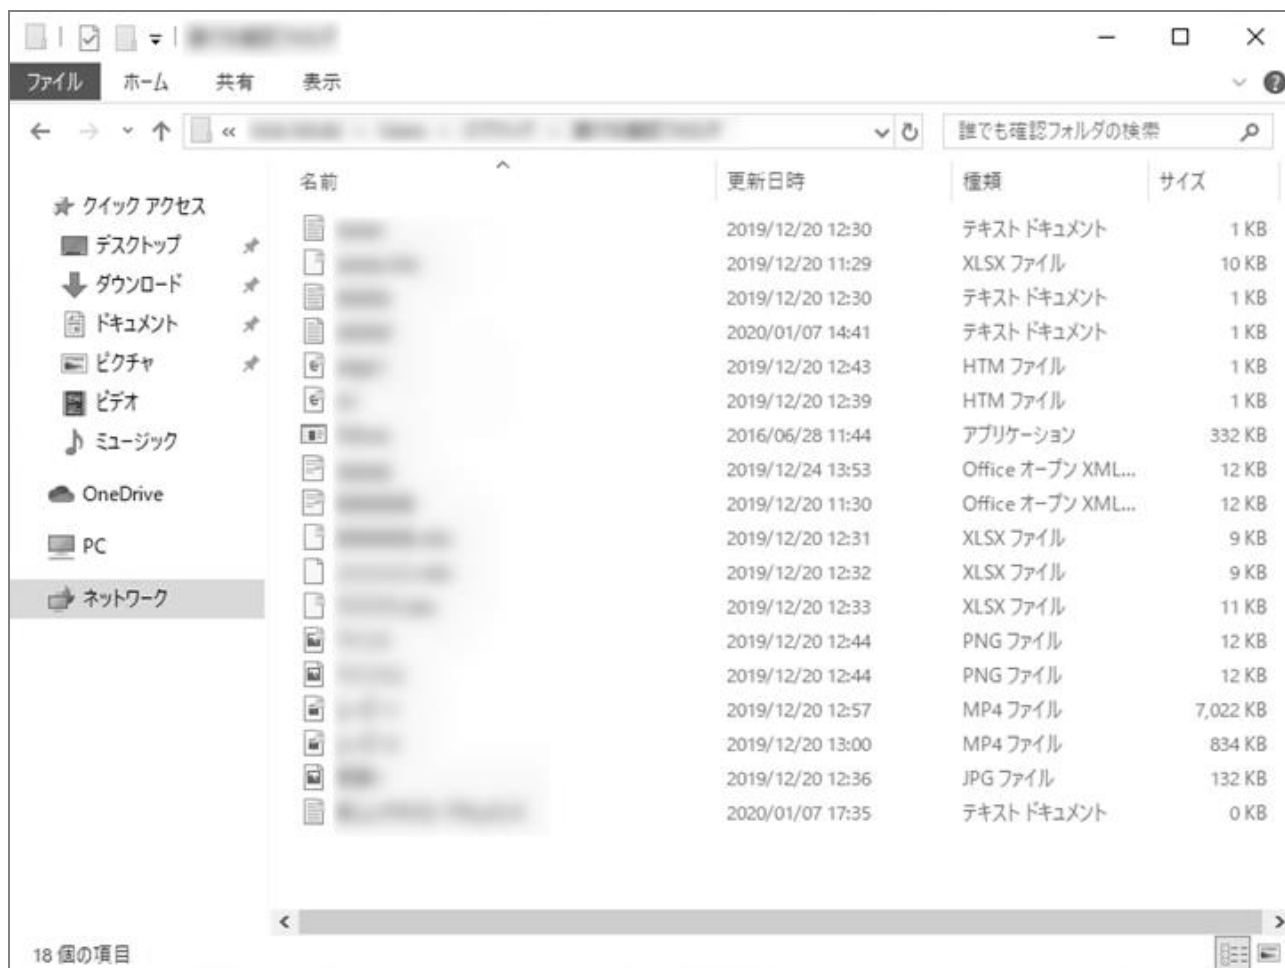 ファイル ホーム 共有 表示
«
誰でも確認フォルダの検索
名前 更新日時 種類 サイズ
クイック アクセス
デスクトップ
ダウンロード
ドキュメント
ピクチャ
ビデオ
ミュージック
OneDrive
PC
ネットワーク
2019/12/20 12:30 テキスト ドキュメント 1 KB
2019/12/20 11:29 XLSX ファイル 10 KB
2019/12/20 12:30 テキスト ドキュメント 1 KB
2020/01/07 14:41 テキスト ドキュメント 1 KB
2019/12/20 12:43 HTM ファイル 1 KB
2019/12/20 12:39 HTM ファイル 1 KB
2016/06/28 11:44 アプリケーション 332 KB
2019/12/24 13:53 Office オープン XML... 12 KB
2019/12/20 11:30 Office オープン XML... 12 KB
2019/12/20 12:31 XLSX ファイル 9 KB
2019/12/20 12:32 XLSX ファイル 9 KB
2019/12/20 12:33 XLSX ファイル 11 KB
2019/12/20 12:44 PNG ファイル 12 KB
2019/12/20 12:44 PNG ファイル 12 KB
2019/12/20 12:57 MP4 ファイル 7,022 KB
2019/12/20 13:00 MP4 ファイル 834 KB
2019/12/20 12:36 JPG ファイル 132 KB
2020/01/07 17:35 テキスト ドキュメント 0 KB
18 個の項目